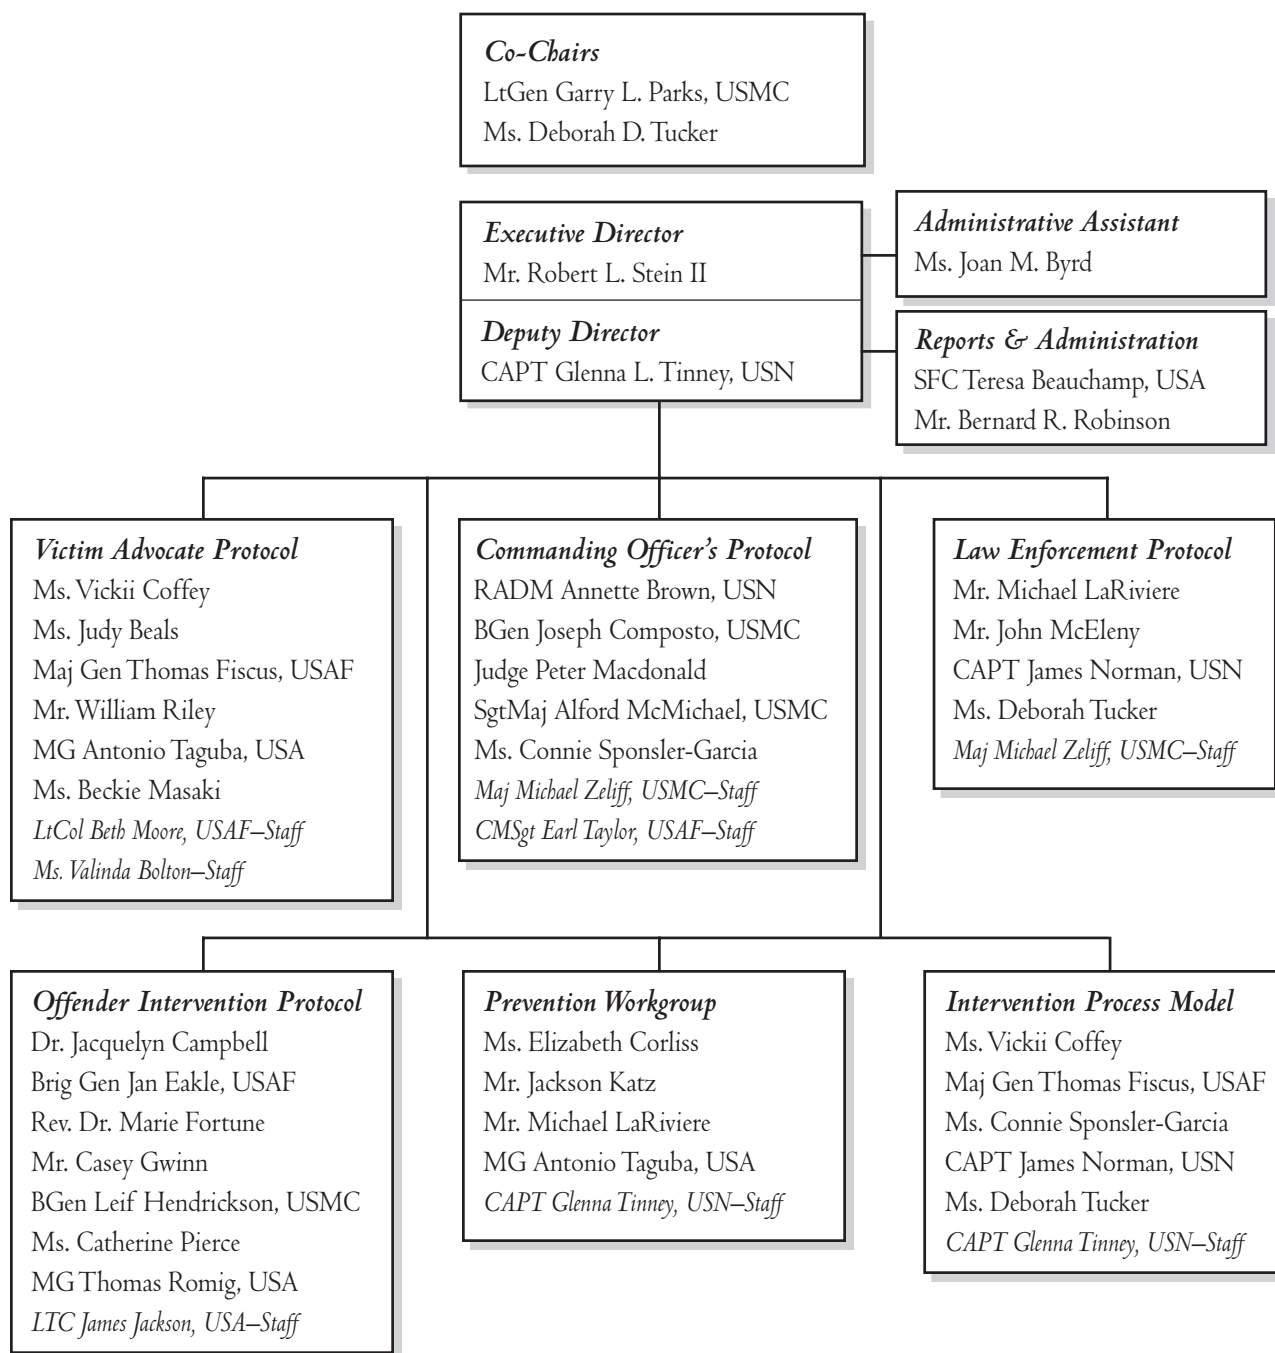 Co-Chairs
LtGen Garry L. Parks, USMC
Ms. Deborah D. Tucker
Executive Director
Mr. Robert L. Stein II
Deputy Director
CAPT Glenna L. Tinney, USN
Administrative Assistant
Ms. Joan M. Byrd
Reports & Administration
SFC Teresa Beauchamp, USA
Mr. Bernard R. Robinson
Victim Advocate Protocol
Ms. Vickii Coffey
Ms. Judy Beals
Maj Gen Thomas Fiscus, USAF
Mr. William Riley
MG Antonio Taguba, USA
Ms. Beckie Masaki
LtCol Beth Moore, USAF–Staff
Ms. Valinda Bolton–Staff
Commanding Officer's Protocol
RADM Annette Brown, USN
BGen Joseph Composto, USMC
Judge Peter Macdonald
SgtMaj Alford McMichael, USMC
Ms. Connie Sponsler-Garcia
Maj Michael Zeliff, USMC–Staff
CMSgt Earl Taylor, USAF–Staff
Law Enforcement Protocol
Mr. Michael LaRiviere
Mr. John McEleny
CAPT James Norman, USN
Ms. Deborah Tucker
Maj Michael Zeliff, USMC–Staff
Offender Intervention Protocol
Dr. Jacquelyn Campbell
Brig Gen Jan Eakle, USAF
Rev. Dr. Marie Fortune
Mr. Casey Gwinn
BGen Leif Hendrickson, USMC
Ms. Catherine Pierce
MG Thomas Romig, USA
LTC James Jackson, USA–Staff
Prevention Workgroup
Ms. Elizabeth Corliss
Mr. Jackson Katz
Mr. Michael LaRiviere
MG Antonio Taguba, USA
CAPT Glenna Tinney, USN–Staff
Intervention Process Model
Ms. Vickii Coffey
Maj Gen Thomas Fiscus, USAF
Ms. Connie Sponsler-Garcia
CAPT James Norman, USN
Ms. Deborah Tucker
CAPT Glenna Tinney, USN–Staff